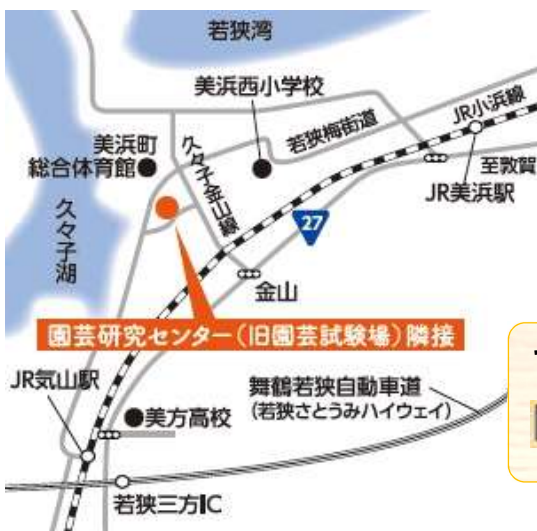 若狭湾
美浜西小学校
JR小浜線
若狭梅街道
美浜町
総合体育館
久々子金山線
至敦賀
JR美浜駅
久々子湖
27
金山
園芸研究センター(旧園芸試験場)隣接
JR気山駅
舞鶴若狭自動車道
(若狭さとうみハイウェイ)
美方高校
若狭三方IC